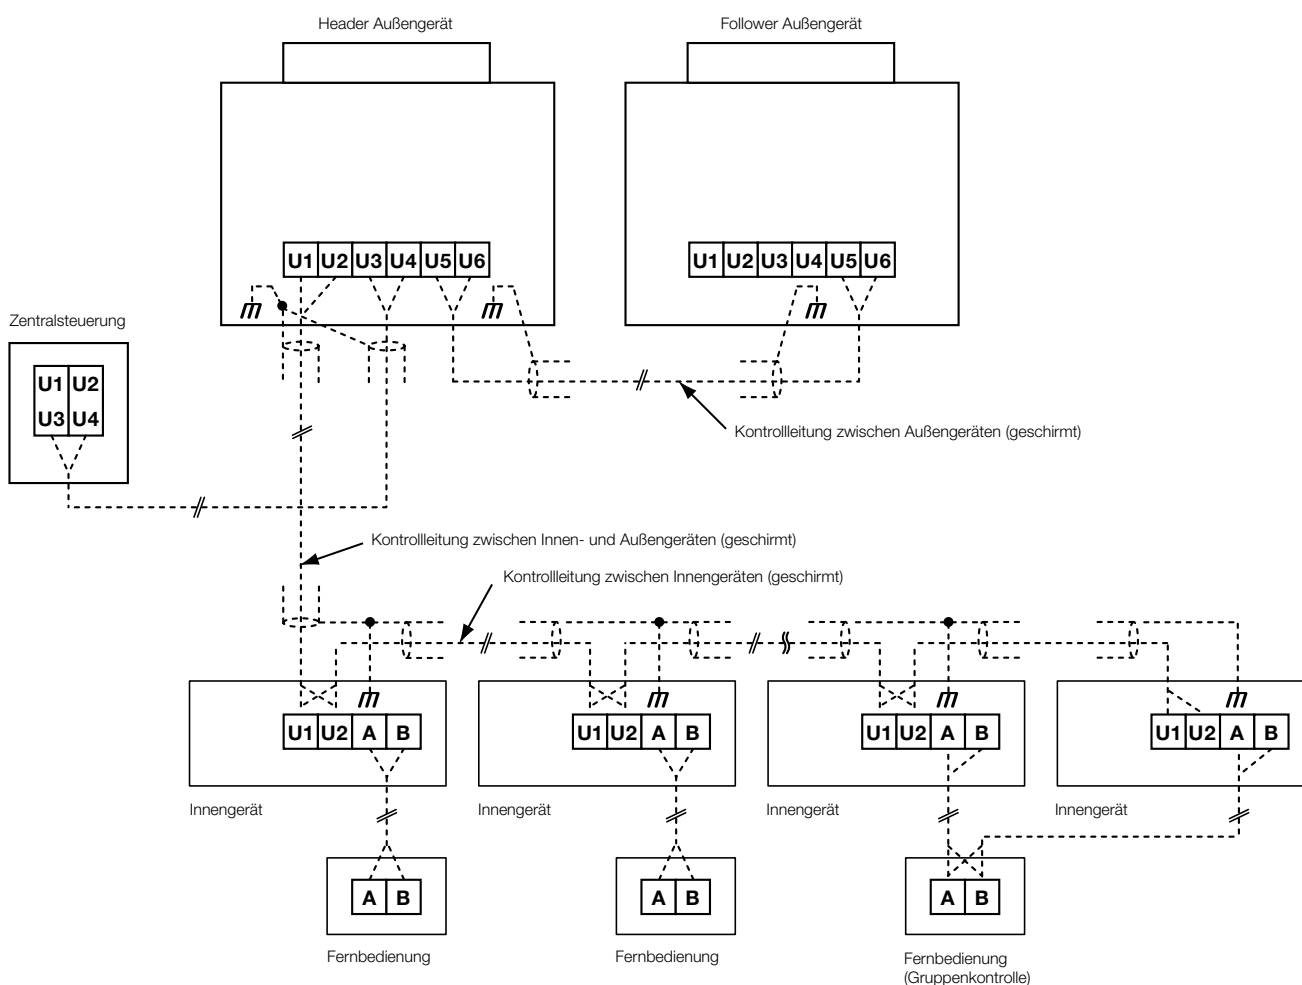 Header Außengerät
Follower Außengerät
U1 U2 U3 U4 U5 U6
U1 U2 U3 U4 U5 U6
Zentralsteuerung
U1 U2
U3 U4
Kontrollleitung zwischen Außengeräten (geschirmt)
Kontrollleitung zwischen Innen- und Außengeräten (geschirmt)
Kontrollleitung zwischen Innengeräten (geschirmt)
U1 U2 A B
U1 U2 A B
U1 U2 A B
U1 U2 A B
Innengerät
Innengerät
Innengerät
Innengerät
A B
A B
A B
Fernbedienung
Fernbedienung
Fernbedienung
(Gruppenkontrolle)